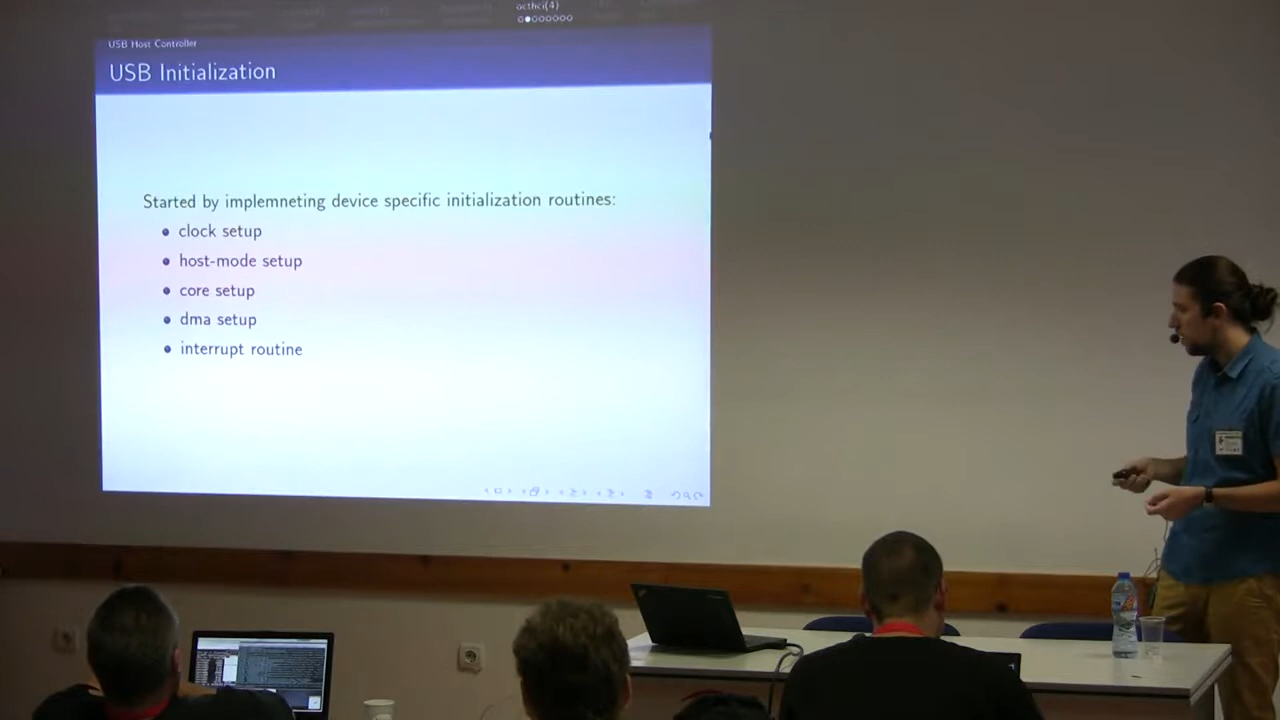 octhci(4)
USB Host Controller
USB Initialization
Started by implemneting device specific initialization routines:
clock setup
host-mode setup
core setup
dma setup
interrupt routine